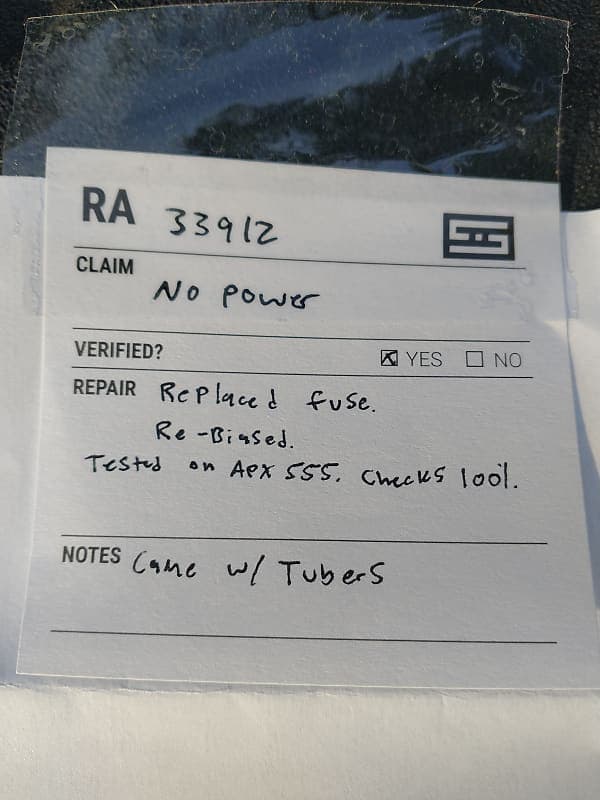 RA 33912
CLAIM
No Power
VERIFIED? YES NO
REPAIR Replaced fuse.
Re-Biased.
Tested on APX 555. Checks 100%.
NOTES Came w/ Tubers